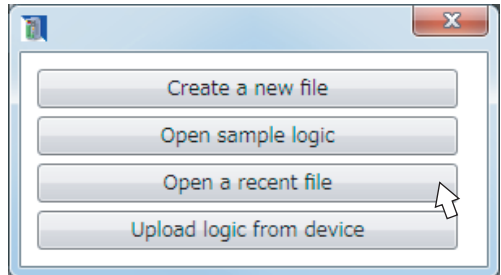 Create a new file
Open sample logic
Open a recent file
Upload logic from device